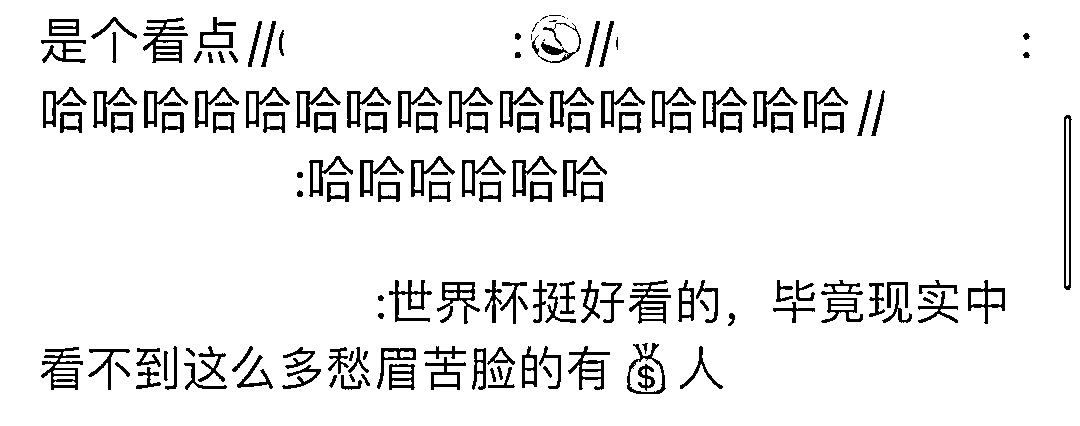 是个看点// :// :
哈哈哈哈哈哈哈哈哈哈哈哈哈哈哈哈//
:哈哈哈哈哈哈
:世界杯挺好看的，毕竟现实中
看不到这么多愁眉苦脸的有💰人